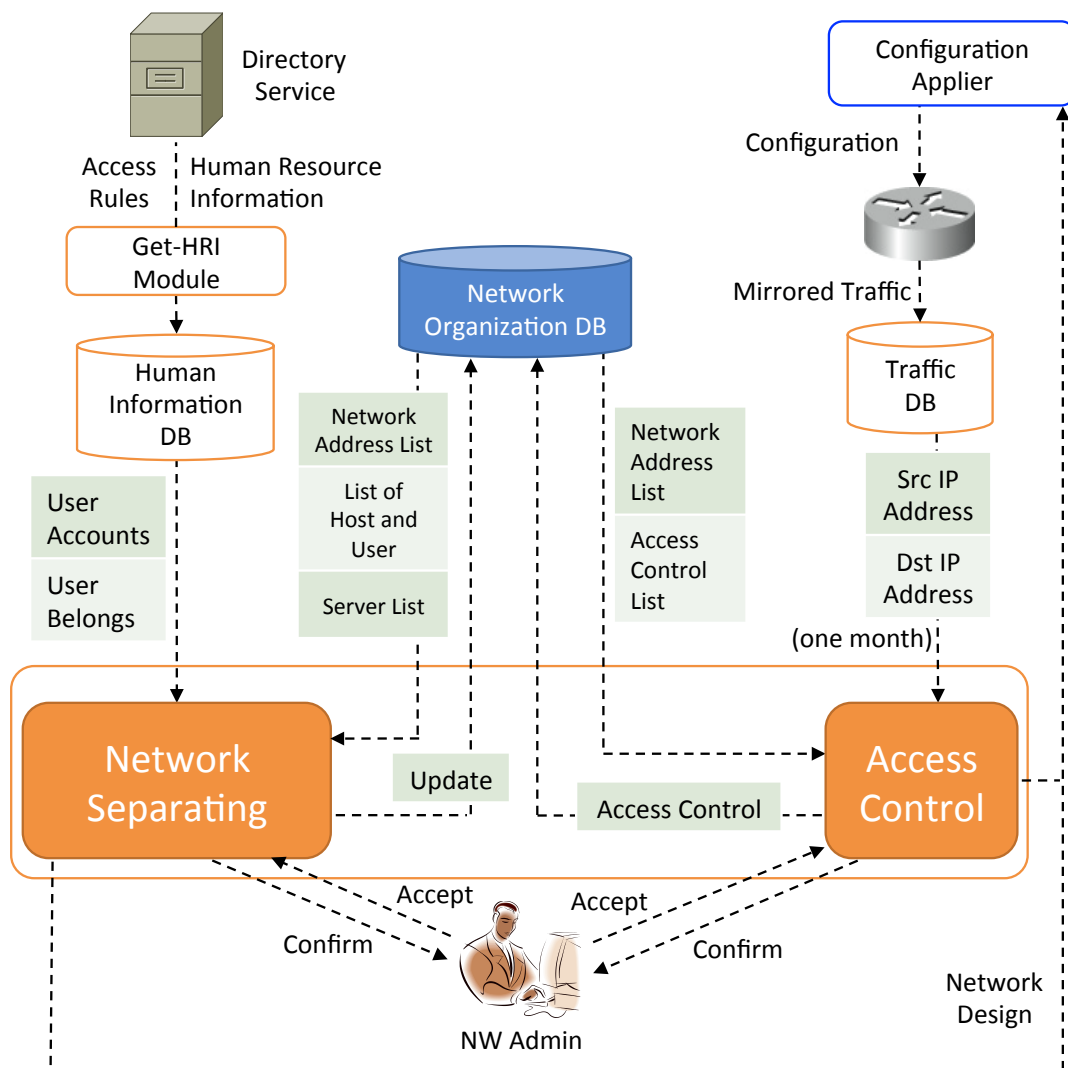 Directory
Service
Configuration
Applier
Access
Rules
Human Resource
Information
Configuration
Get-HRI
Module
Network
Organization DB
Mirrored Traffic
Human
Information
DB
Traffic
DB
Network
Address List
List of
Host and
User
Server List
Network
Address
List
Access
Control
List
Src IP
Address
Dst IP
Address
User
Accounts
User
Belongs
(one month)
Network
Separating
Update
Access Control
Access
Control
Accept
Confirm
Accept
Confirm
NW Admin
Network
Design